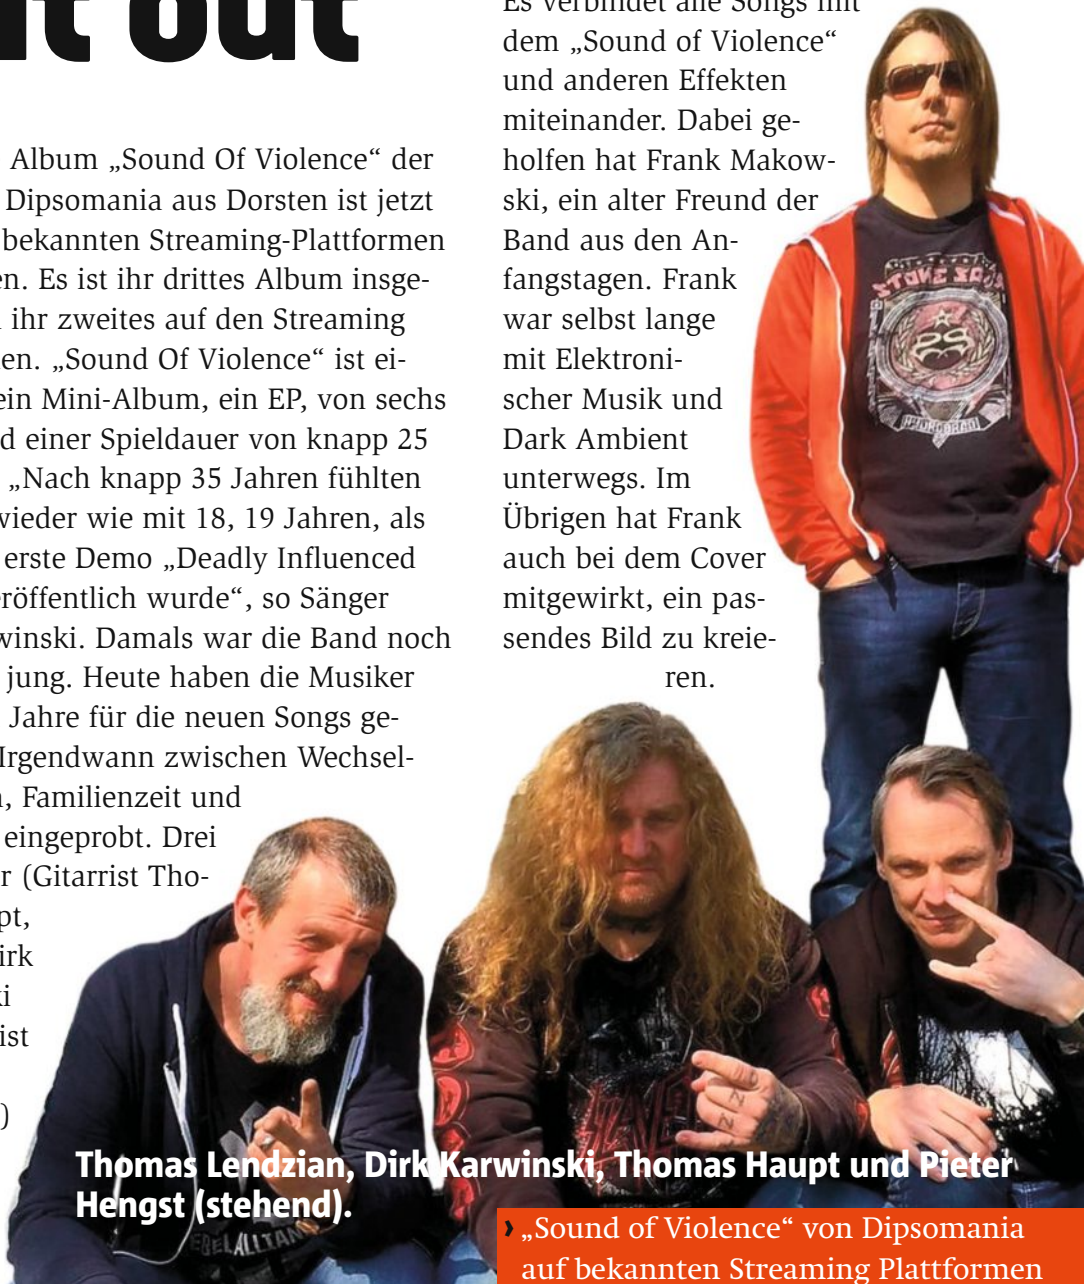 ut out
Album „Sound Of Violence“ der
Dipsomania aus Dorsten ist jetzt
bekannten Streaming-Plattformen
en. Es ist ihr drittes Album insge-
ihr zweites auf den Streaming
en. „Sound Of Violence“ ist ei-
ein Mini-Album, ein EP, von sechs
d einer Spieldauer von knapp 25
„Nach knapp 35 Jahren fühlten
wieder wie mit 18, 19 Jahren, als
erste Demo „Deadly Influenced
eröffentlich wurde“, so Sänger
winski. Damals war die Band noch
jung. Heute haben die Musiker
Jahre für die neuen Songs ge-
Irgendwann zwischen Wechsel-
, Familienzeit und
eingeprobt. Drei
r (Gitarrist Tho-
pt,
irk
ki
ist
)
Es verbindet alle Songs mit
dem „Sound of Violence“
und anderen Effekten
miteinander. Dabei ge-
holfen hat Frank Makow-
ski, ein alter Freund der
Band aus den An-
fangstagen. Frank
war selbst lange
mit Elektroni-
scher Musik und
Dark Ambient
unterwegs. Im
Übrigen hat Frank
auch bei dem Cover
mitgewirkt, ein pas-
sendes Bild zu kreie-
ren.
STONE SOUR
HYDROGRAD
SLAYER
Thomas Lendzian, Dirk Karwinski, Thomas Haupt und Pieter
Hengst (stehend).
› „Sound of Violence“ von Dipsomania
auf bekannten Streaming Plattformen